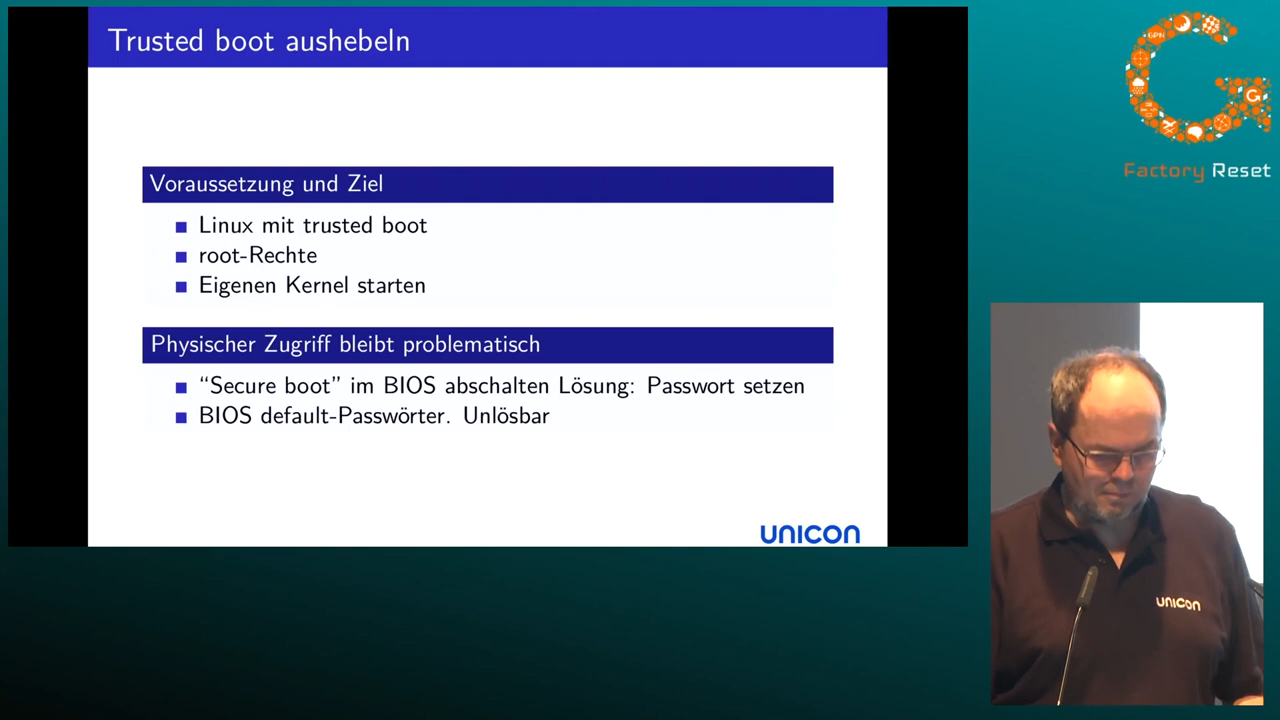 Trusted boot aushebeln
Voraussetzung und Ziel
Linux mit trusted boot
root-Rechte
Eigenen Kernel starten
Physischer Zugriff bleibt problematisch
“Secure boot” im BIOS abschalten Lösung: Passwort setzen
BIOS default-Passwörter. Unlösbar
UNICON
GPN
G
Factory Reset
UNICON